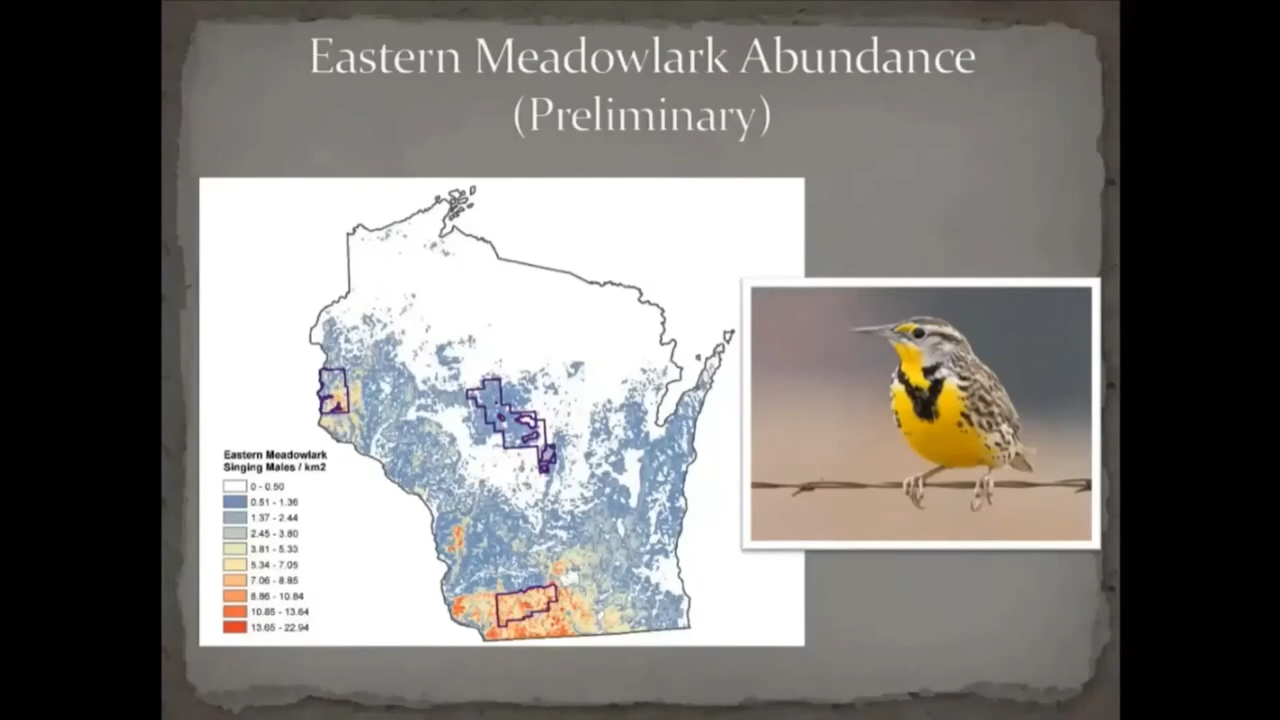 Eastern Meadowlark Abundance
(Preliminary)
Eastern Meadowlark
Singing Males / km2
0 - 0.50
0.51 - 1.36
1.37 - 2.44
2.45 - 3.80
3.81 - 5.33
5.34 - 7.05
7.06 - 8.85
8.86 - 10.84
10.85 - 13.64
13.65 - 22.94